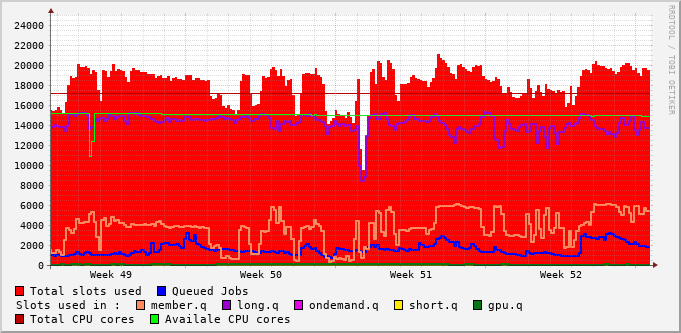 RRDTOOL / TOBI OETIKER
24000
22000
20000
18000
16000
14000
12000
10000
8000
6000
4000
2000
0
Week 49 Week 50 Week 51 Week 52
Total slots used Queued Jobs
Slots used in : member.q long.q ondemand.q short.q gpu.q
Total CPU cores Availale CPU cores